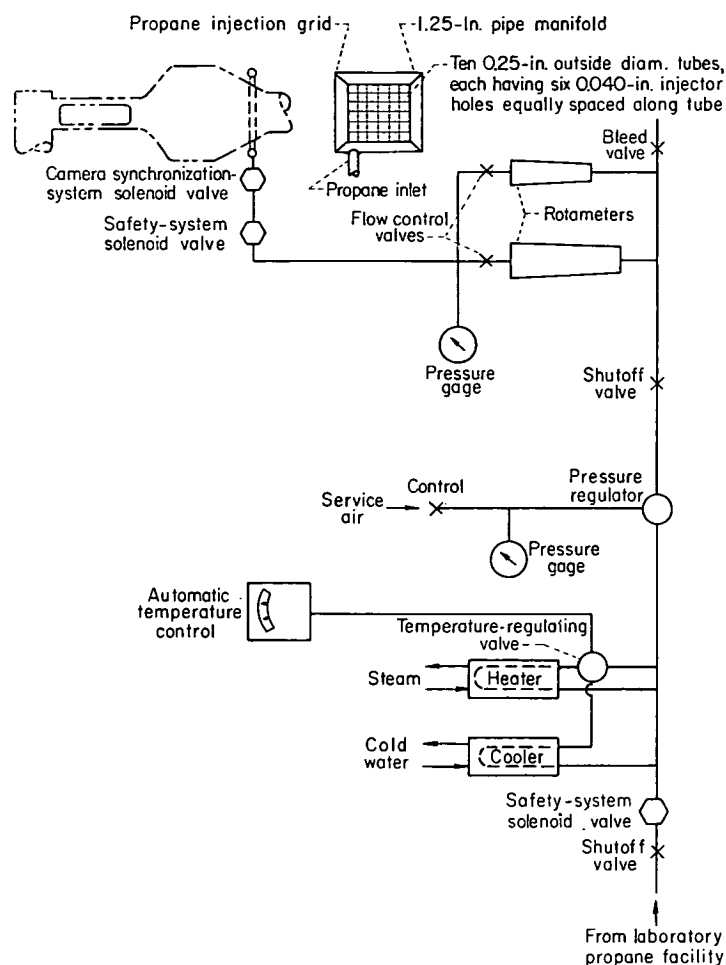 Propane injection grid
1.25-In. pipe manifold
Ten 0.25-in. outside diam. tubes,
each having six 0.040-in. injector
holes equally spaced along tube
Bleed
valve
Camera synchronization-
system solenoid valve
Propane inlet
Safety-system
solenoid valve
Flow control
valves
Rotameters
Pressure
gage
Shutoff
valve
Pressure
regulator
Service
air
Control
Pressure
gage
Automatic
temperature
control
Temperature-regulating
valve
Steam
Heater
Cold
water
Cooler
Safety-system
solenoid valve
Shutoff
valve
From laboratory
propane facility